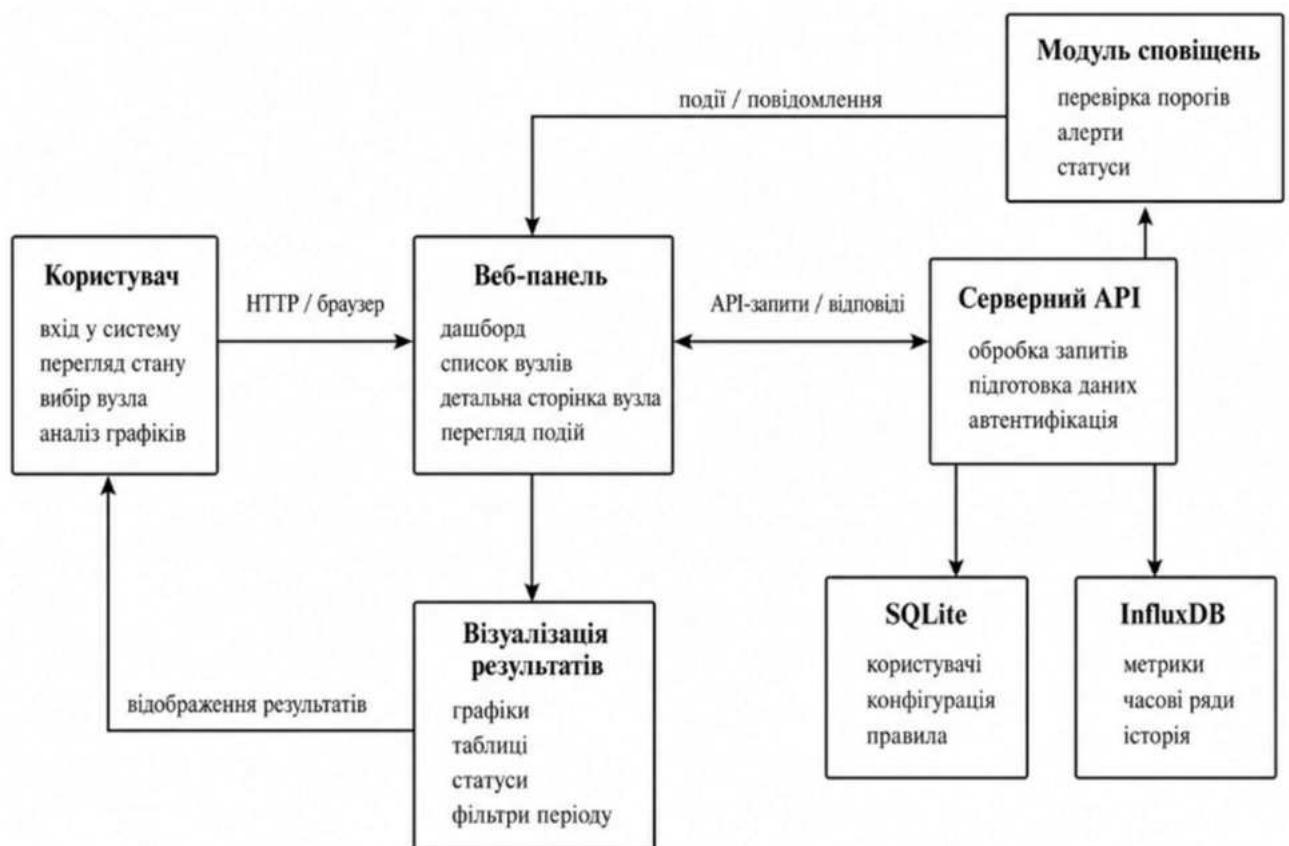 Модуль сповіщень
перевірка порогів
алерти
статуси
події / повідомлення
Користувач
вхід у систему
перегляд стану
вибір вузла
аналіз графіків
HTTP / браузер
Веб-панель
дашборд
список вузлів
детальна сторінка вузла
перегляд подій
API-запити / відповіді
Серверний API
обробка запитів
підготовка даних
автентифікація
Візуалізація
результатів
графіки
таблиці
статуси
фільтри періоду
відображення результатів
SQLite
користувачі
конфігурація
правила
InfluxDB
метрики
часові ряди
історія